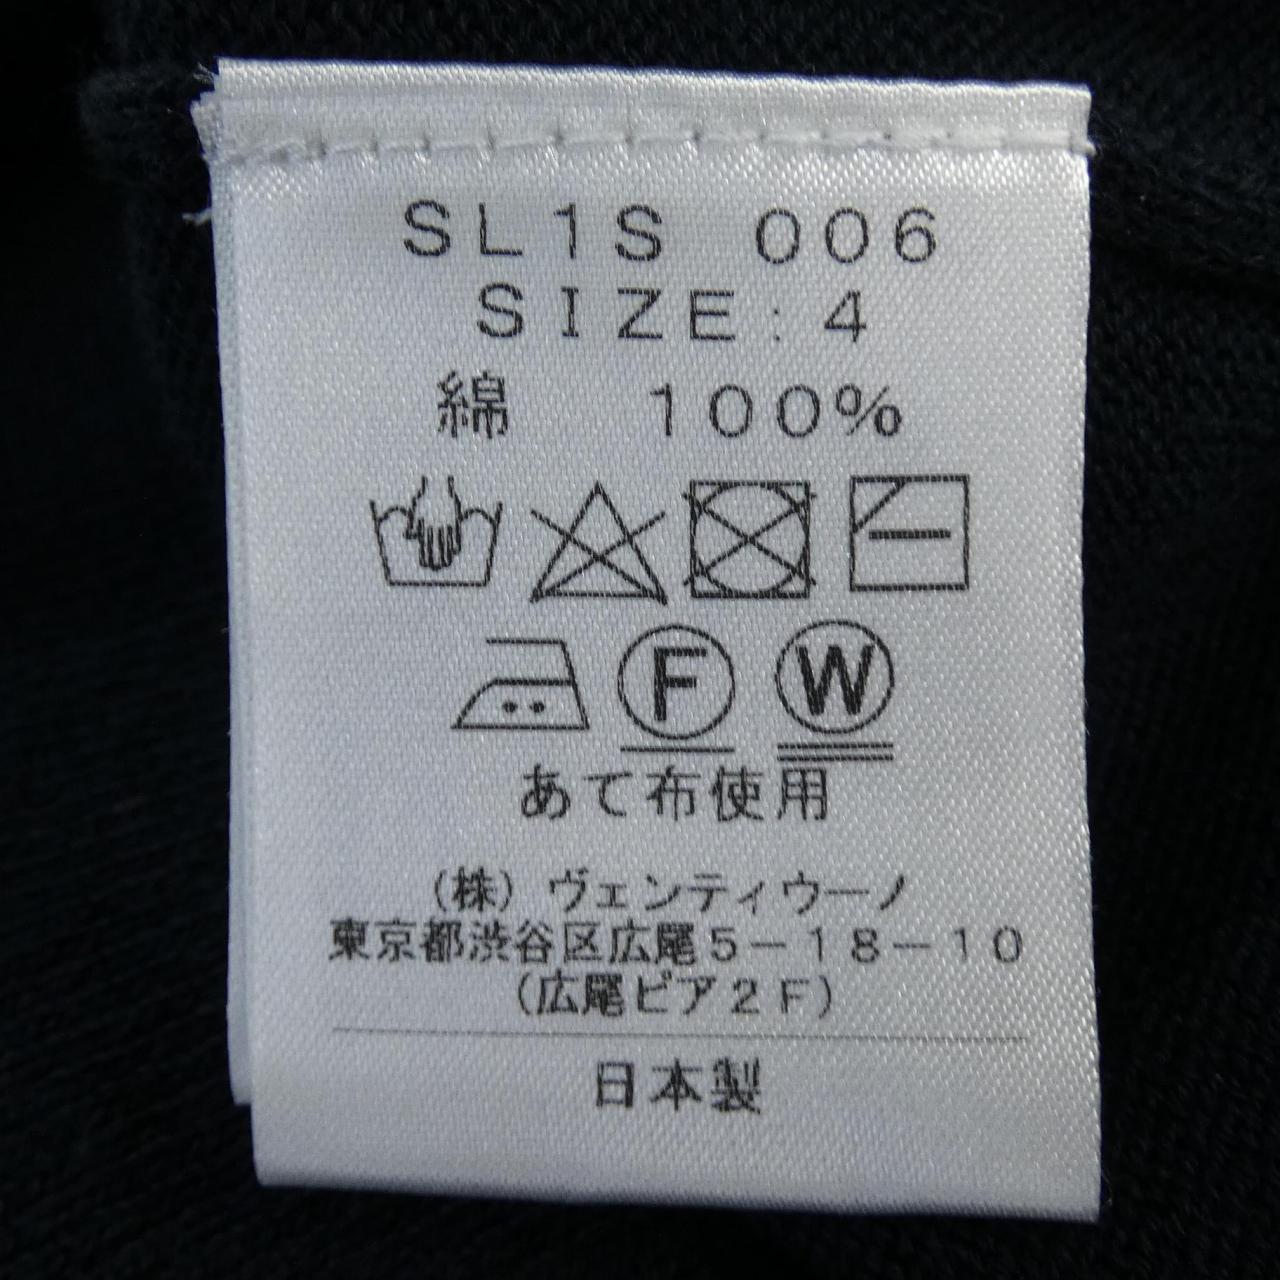 SL1S 006
SIZE:4
綿 100%
F W
あて布使用
(株)ヴェンティウーノ
東京都渋谷区広尾5-18-10
(広尾ピア2F)
日本製